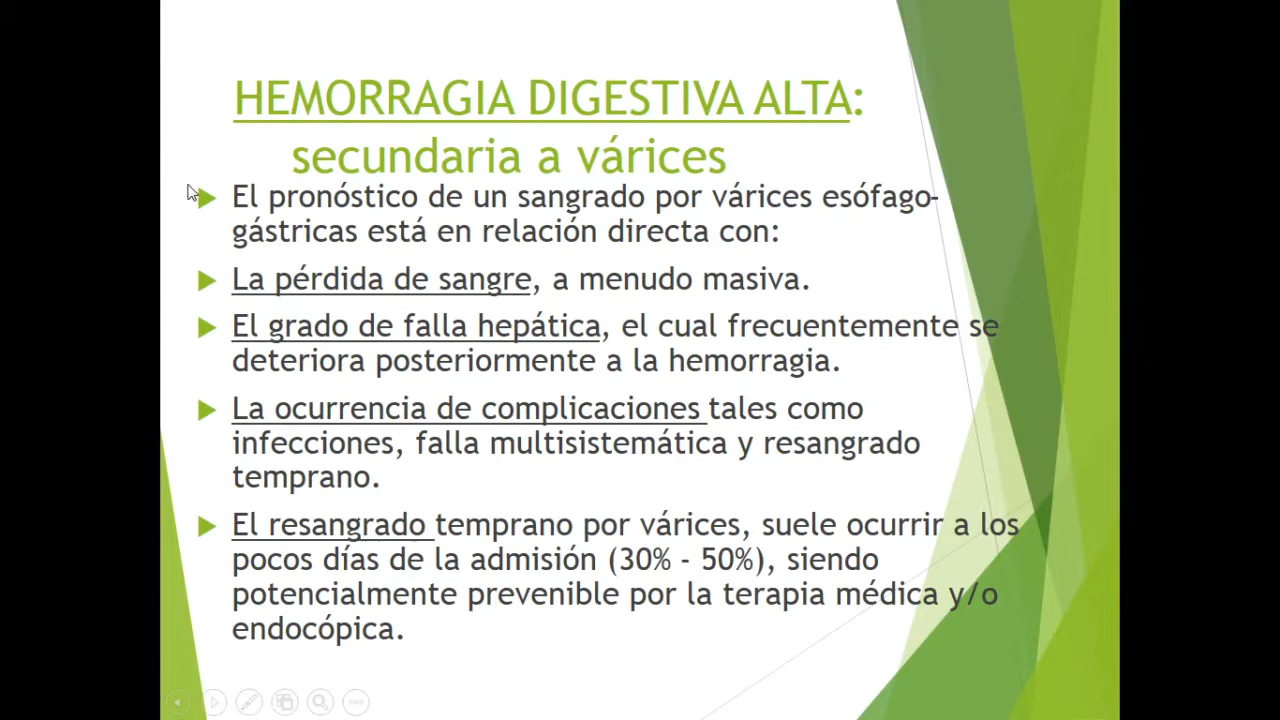 HEMORRAGIA DIGESTIVA ALTA:
secundaria a várices
El pronóstico de un sangrado por várices esófago-
gástricas está en relación directa con:
La pérdida de sangre, a menudo masiva.
El grado de falla hepática, el cual frecuentemente se
deteriora posteriormente a la hemorragia.
La ocurrencia de complicaciones tales como
infecciones, falla multisistemática y resangrado
temprano.
El resangrado temprano por várices, suele ocurrir a los
pocos días de la admisión (30% - 50%), siendo
potencialmente prevenible por la terapia médica y/o
endocópica.